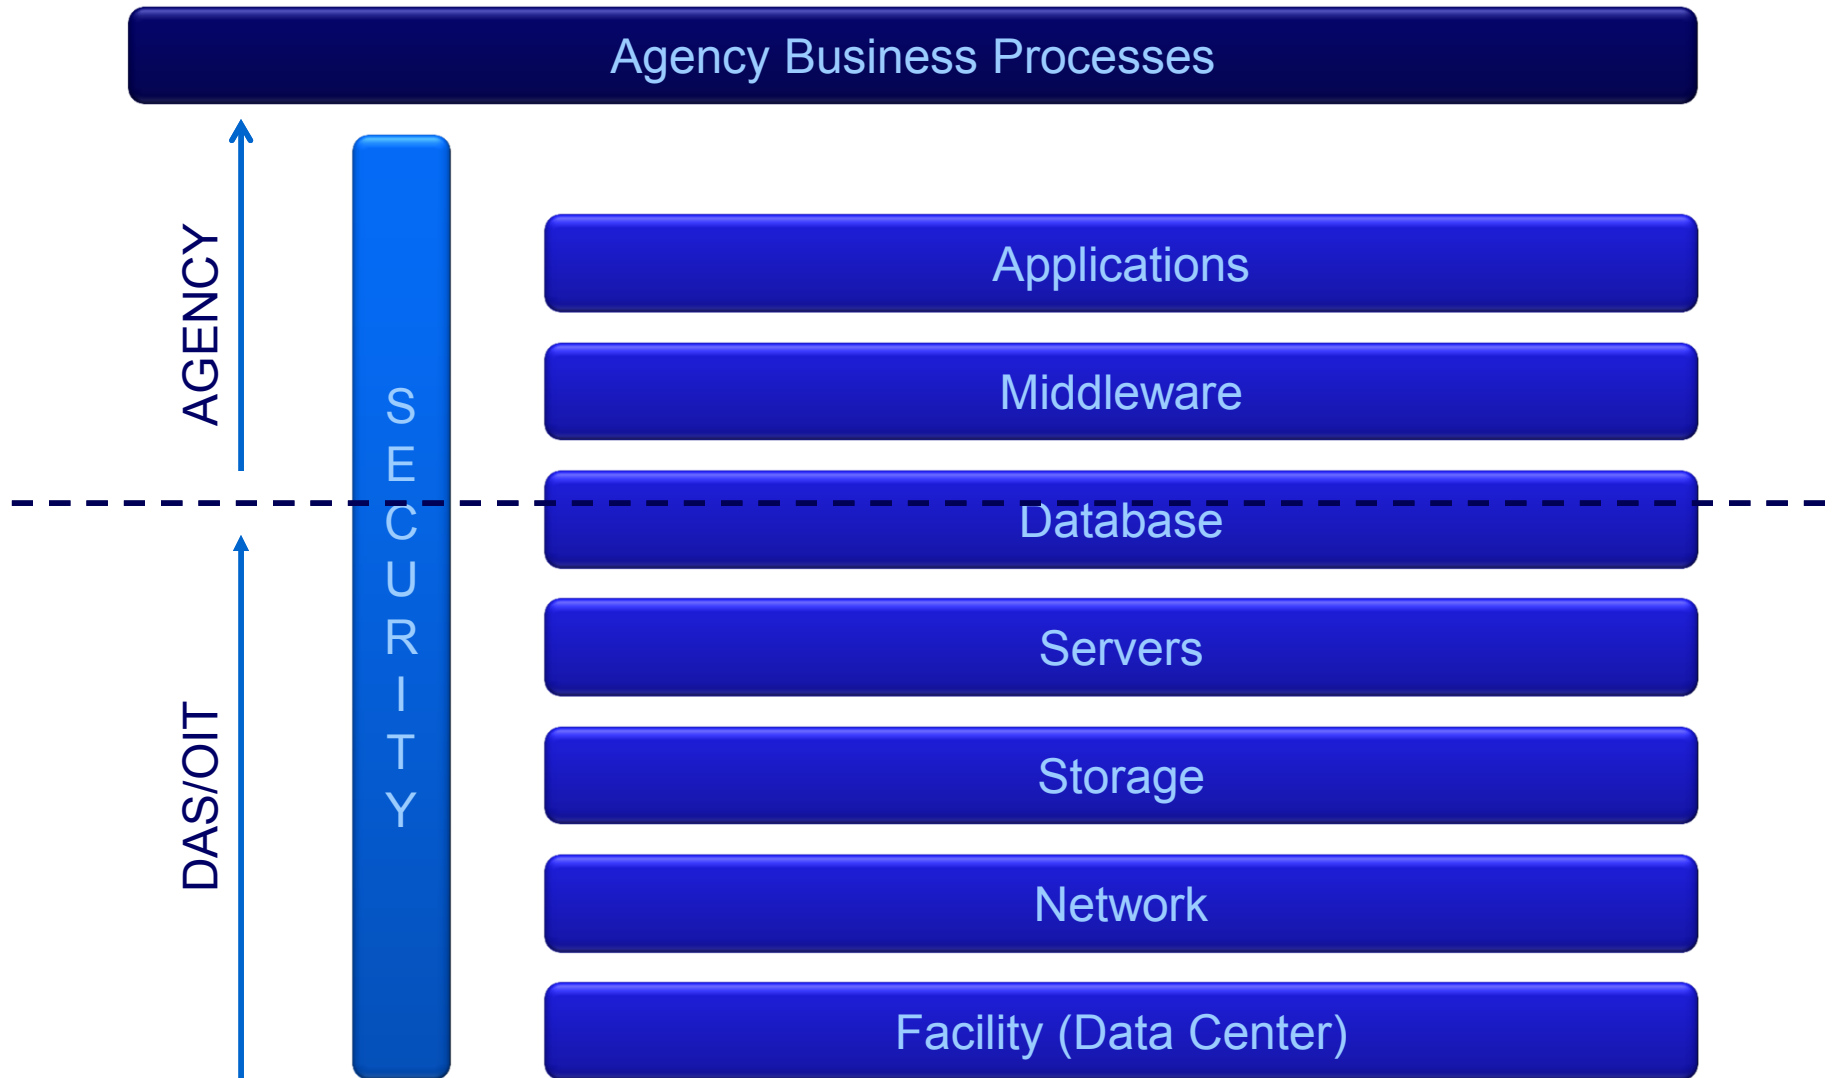 Agency Business Processes
AGENCY
SECURITY
Applications
Middleware
Database
Servers
DAS/OIT
Storage
Network
Facility (Data Center)